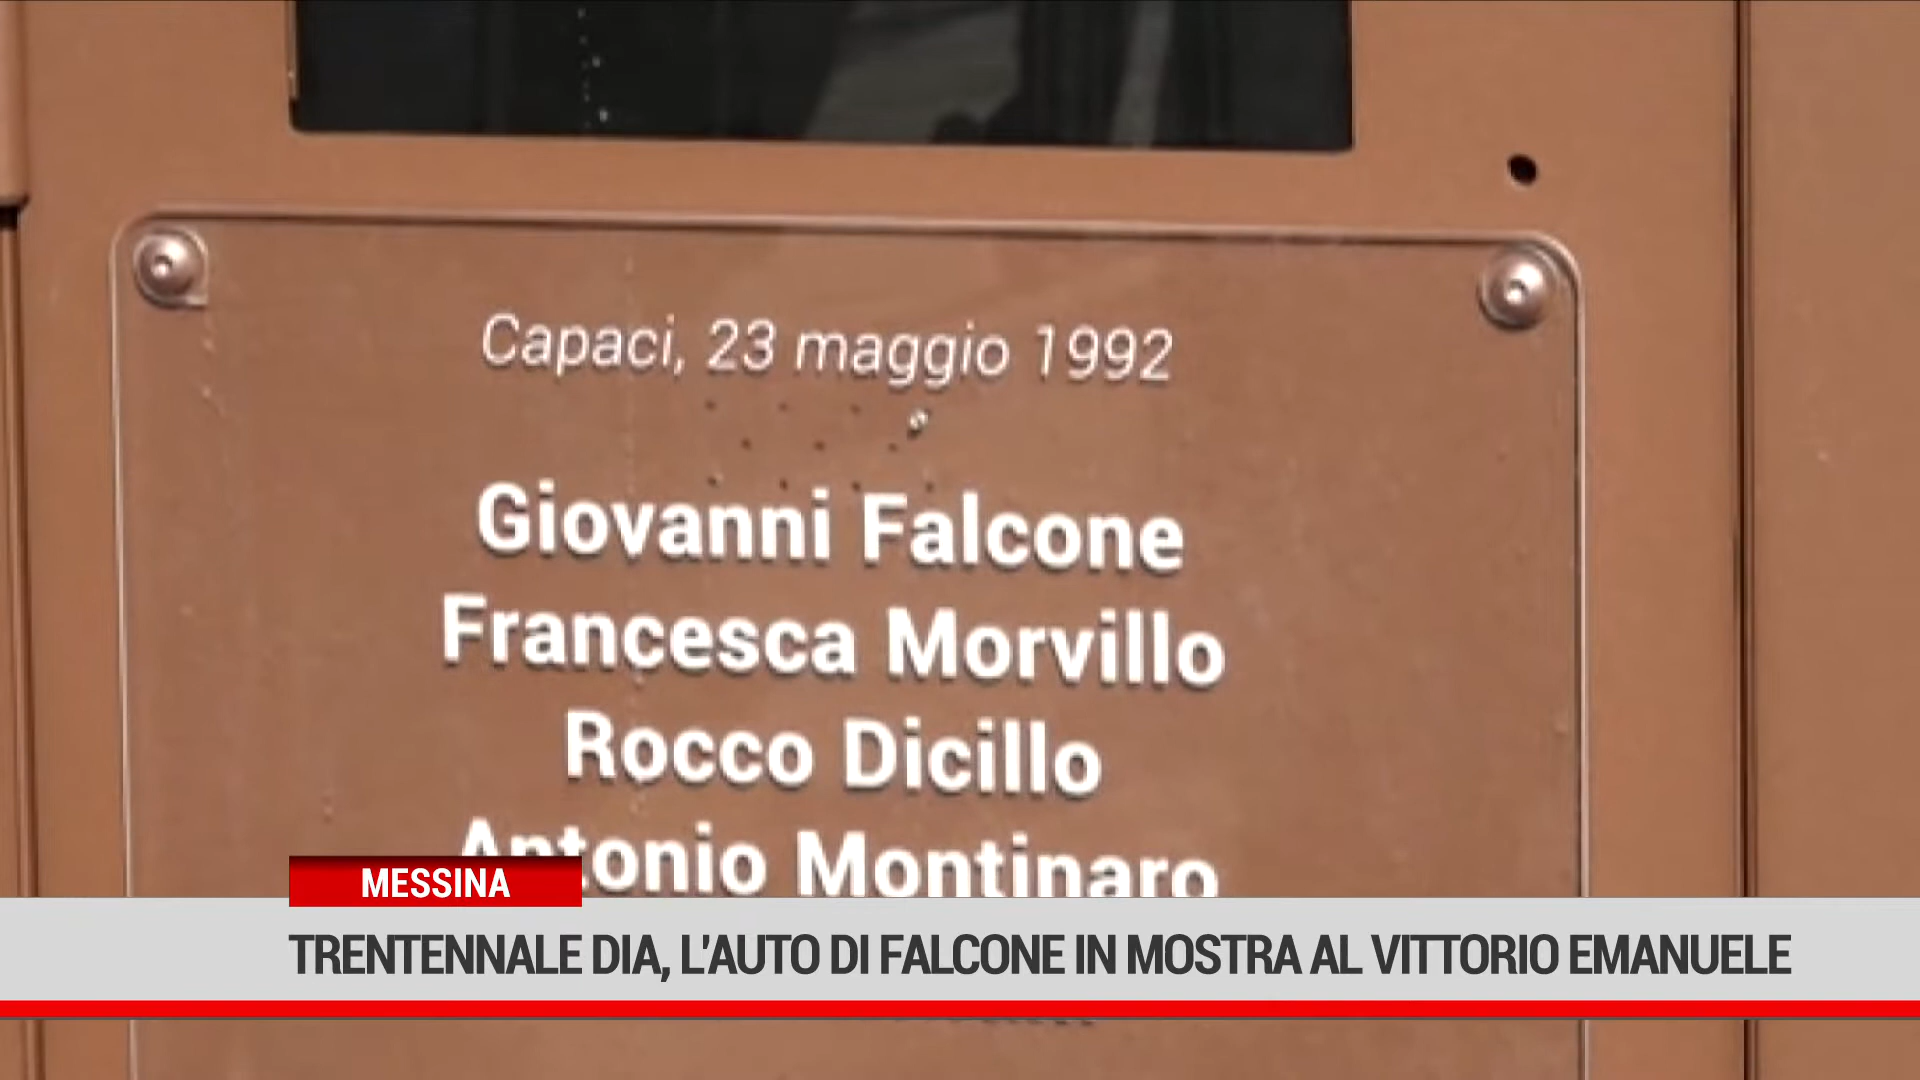 Capaci, 23 maggio 1992
Giovanni Falcone
Francesca Morvillo
Rocco Dicillo
Antonio Montinaro
MESSINA
TRENTENNALE DIA, L'AUTO DI FALCONE IN MOSTRA AL VITTORIO EMANUELE